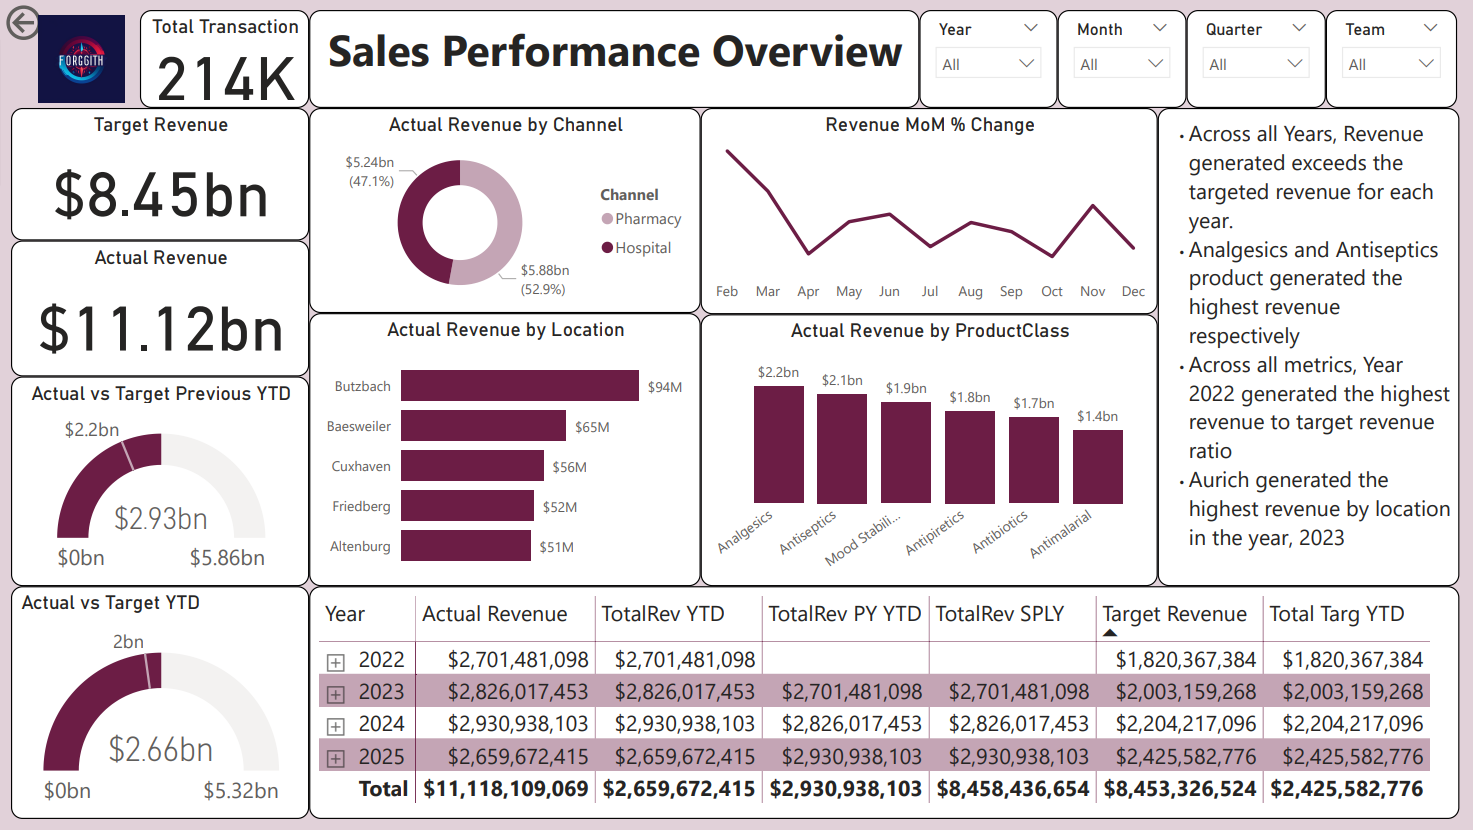 FORGGITH
Total Transaction
214K
Sales Performance Overview
Year
All
Month
All
Quarter
All
Team
All
Target Revenue
$8.45bn
Actual Revenue
$11.12bn
Actual vs Target Previous YTD
$2.2bn
$2.93bn
$0bn
$5.86bn
Actual vs Target YTD
2bn
$2.66bn
$0bn
$5.32bn
Actual Revenue by Channel
$5.24bn
(47.1%)
$5.88bn
(52.9%)
Channel
Pharmacy
Hospital
Revenue MoM % Change
Feb Mar Apr May Jun Jul Aug Sep Oct Nov Dec
Actual Revenue by Location
Butzbach $94M
Baesweiler $65M
Cuxhaven $56M
Friedberg $52M
Altenburg $51M
Actual Revenue by ProductClass
$2.2bn $2.1bn $1.9bn $1.8bn $1.7bn $1.4bn
Analgesics Antiseptics Mood Stabili... Antipiretics Antibiotics Antimalarial
• Across all Years, Revenue
generated exceeds the
targeted revenue for each
year.
• Analgesics and Antiseptics
product generated the
highest revenue
respectively
• Across all metrics, Year
2022 generated the highest
revenue to target revenue
ratio
• Aurich generated the
highest revenue by location
in the year, 2023
Year Actual Revenue TotalRev YTD TotalRev PY YTD TotalRev SPLY Target Revenue Total Targ YTD
2022 $2,701,481,098 $2,701,481,098 $1,820,367,384 $1,820,367,384
2023 $2,826,017,453 $2,826,017,453 $2,701,481,098 $2,701,481,098 $2,003,159,268 $2,003,159,268
2024 $2,930,938,103 $2,930,938,103 $2,826,017,453 $2,826,017,453 $2,204,217,096 $2,204,217,096
2025 $2,659,672,415 $2,659,672,415 $2,930,938,103 $2,930,938,103 $2,425,582,776 $2,425,582,776
Total $11,118,109,069 $2,659,672,415 $2,930,938,103 $8,458,436,654 $8,453,326,524 $2,425,582,776